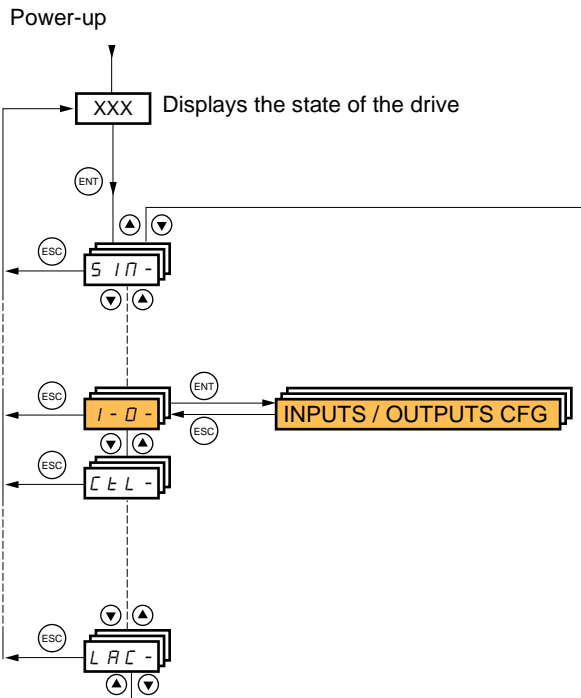 Power-up
XXX
Displays the state of the drive
ENT
ESC
SIM-
ESC
I-O-
ENT
INPUTS / OUTPUTS CFG
ESC
ESC
CtL-
ESC
LAC-